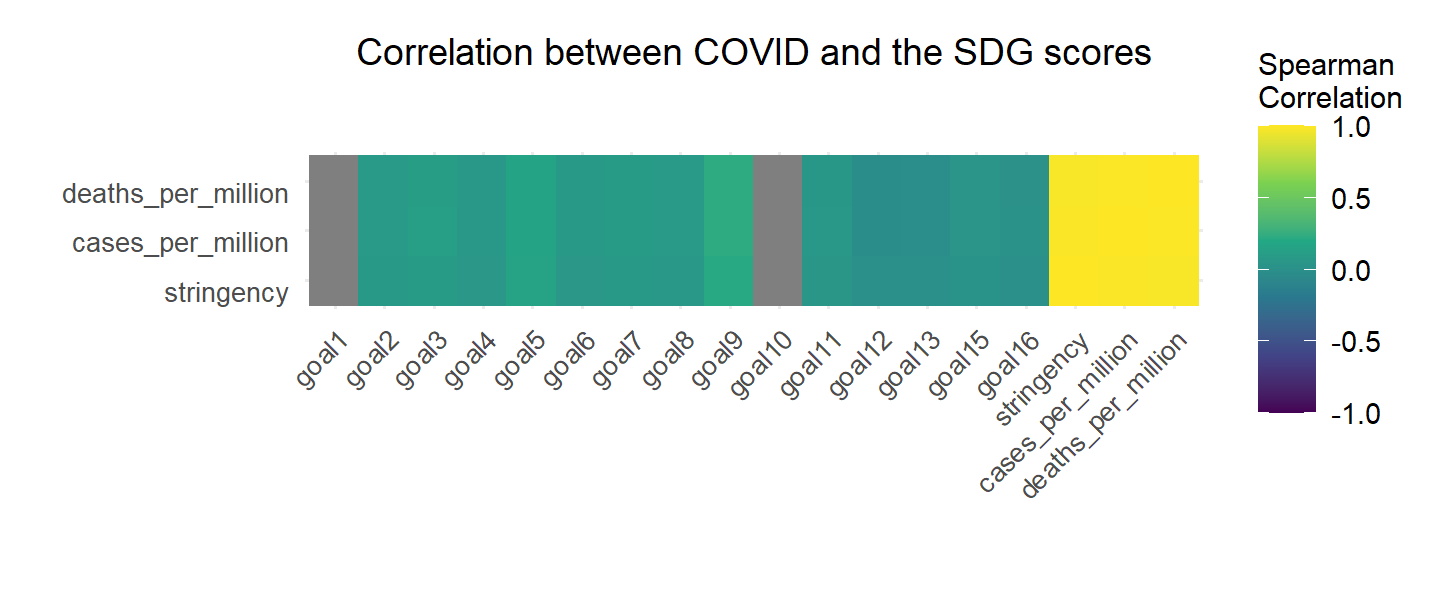 Correlation between COVID and the SDG scores
Spearman
Correlation
1.0
0.5
0.0
-0.5
-1.0
deaths_per_million
cases_per_million
stringency
goal1
goal2
goal3
goal4
goal5
goal6
goal7
goal8
goal9
goal10
goal11
goal12
goal13
goal15
goal16
stringency
cases_per_million
deaths_per_million